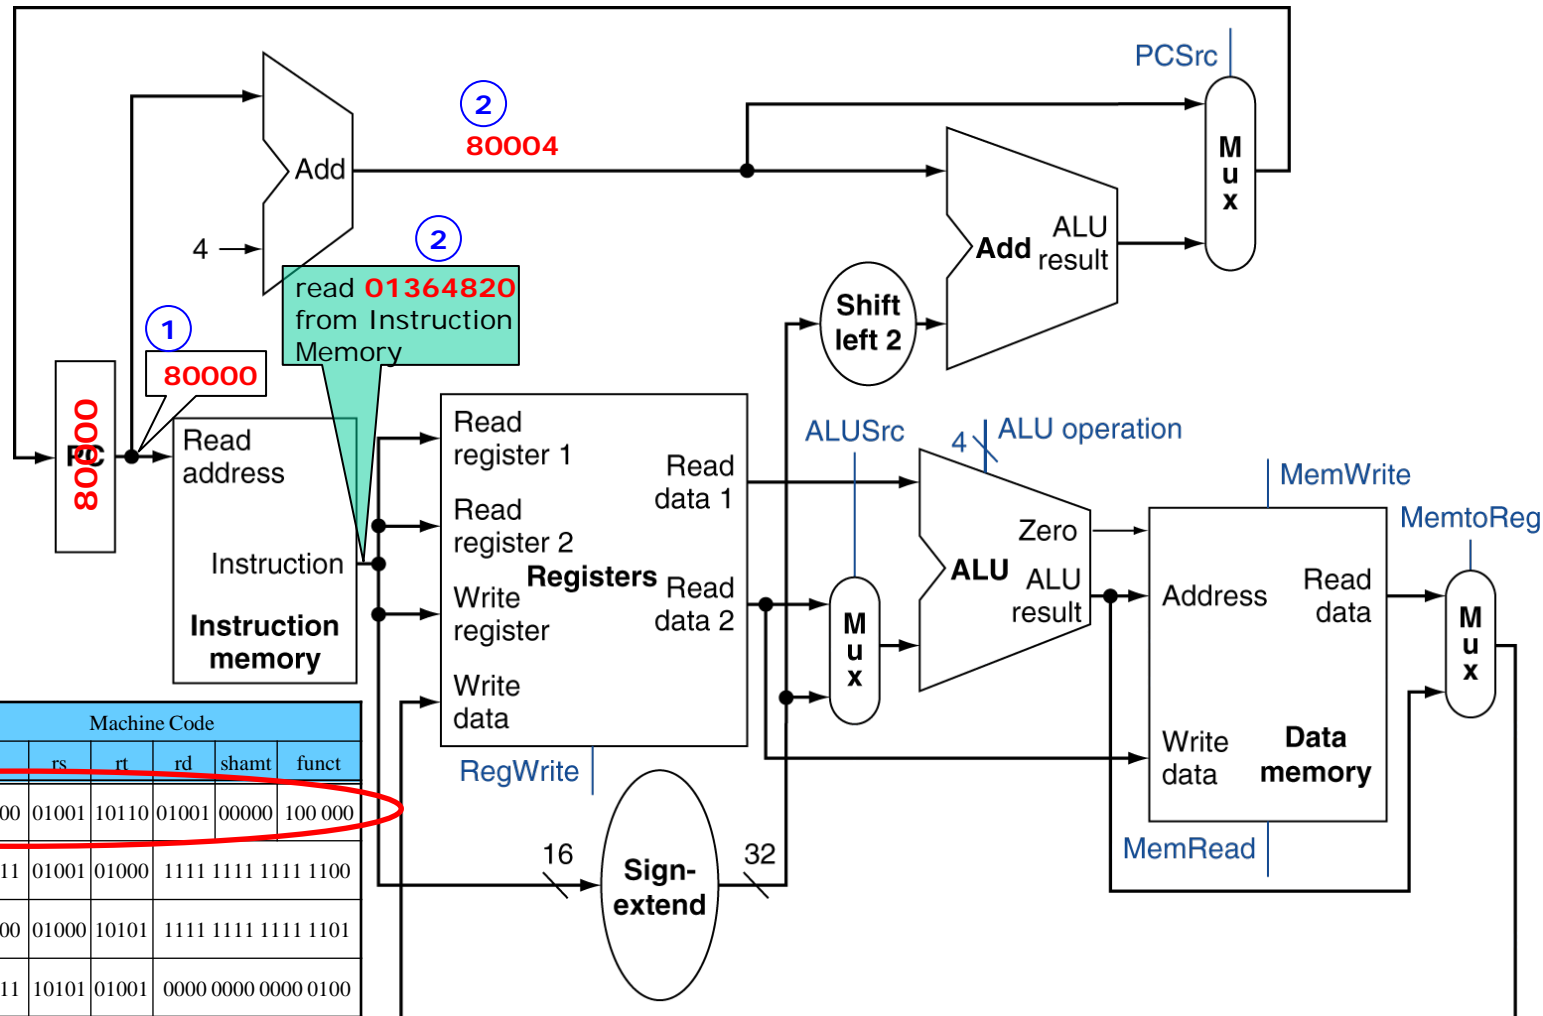 PCSrc
2
80004
Add
4
M
u
x
ALU
Add result
2
read 01364820
from Instruction
Memory
Shift
left 2
1
80000
80000
PC
Read
address
Instruction
Instruction
memory
Read
register 1
Read
register 2
Write
register
Write
data
Registers
Read
data 1
Read
data 2
RegWrite
ALUSrc
M
u
x
4
ALU operation
Zero
ALU
ALU
result
MemWrite
MemtoReg
Address
Read
data
Write
data
Data
memory
MemRead
M
u
x
16
Sign-
extend
32
Machine Code
rs rt rd shamt funct
00 01001 10110 01001 00000 100 000
11 01001 01000 1111 1111 1111 1100
00 01000 10101 1111 1111 1111 1101
11 10101 01001 0000 0000 0000 0100